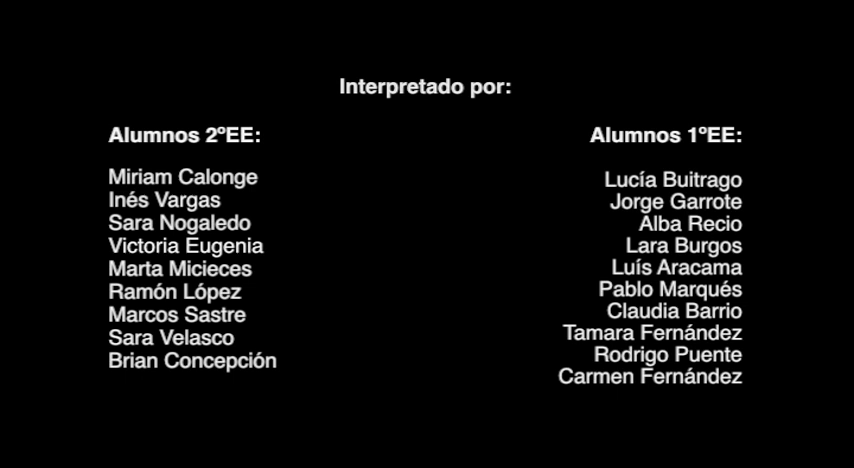 Interpretado por:
Alumnos 2ºEE:
Miriam Calonge
Inés Vargas
Sara Nogaledo
Victoria Eugenia
Marta Micieces
Ramón López
Marcos Sastre
Sara Velasco
Brian Concepción
Alumnos 1ºEE:
Lucía Buitrago
Jorge Garrote
Alba Recio
Lara Burgos
Luís Aracama
Pablo Marqués
Claudia Barrio
Tamara Fernández
Rodrigo Puente
Carmen Fernández